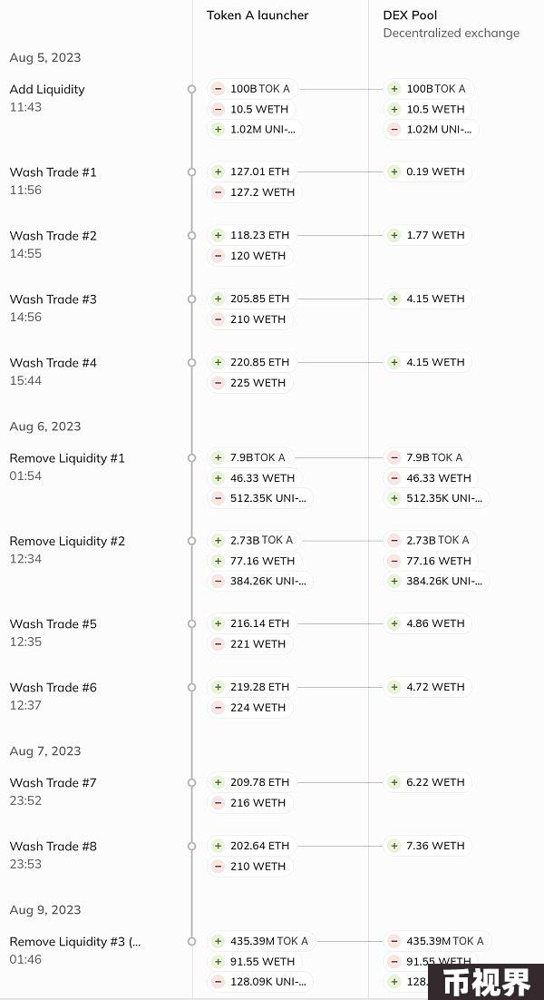 Token A launcher
DEX Pool
Decentralized exchange
Aug 5, 2023
Add Liquidity
11:43
− 100B TOK A
+ 100B TOK A
− 10.5 WETH
+ 10.5 WETH
+ 1.02M UNI-...
− 1.02M UNI-...
Wash Trade #1
11:56
+ 127.01 ETH
+ 0.19 WETH
− 127.2 WETH
Wash Trade #2
14:55
+ 118.23 ETH
+ 1.77 WETH
− 120 WETH
Wash Trade #3
14:56
+ 205.85 ETH
+ 4.15 WETH
− 210 WETH
Wash Trade #4
15:44
+ 220.85 ETH
+ 4.15 WETH
− 225 WETH
Aug 6, 2023
Remove Liquidity #1
01:54
+ 7.9B TOK A
− 7.9B TOK A
+ 46.33 WETH
− 46.33 WETH
− 512.35K UNI-...
+ 512.35K UNI-...
Remove Liquidity #2
12:34
+ 2.73B TOK A
− 2.73B TOK A
+ 77.16 WETH
− 77.16 WETH
− 384.26K UNI-...
+ 384.26K UNI-...
Wash Trade #5
12:35
+ 216.14 ETH
+ 4.86 WETH
− 221 WETH
Wash Trade #6
12:37
+ 219.28 ETH
+ 4.72 WETH
− 224 WETH
Aug 7, 2023
Wash Trade #7
23:52
+ 209.78 ETH
+ 6.22 WETH
− 216 WETH
Wash Trade #8
23:53
+ 202.64 ETH
+ 7.36 WETH
− 210 WETH
Aug 9, 2023
Remove Liquidity #3 (...
01:46
+ 435.39M TOK A
− 435.39M TOK A
+ 91.55 WETH
− 91.55 WETH
− 128.09K UNI-...
+ 128.
币视界